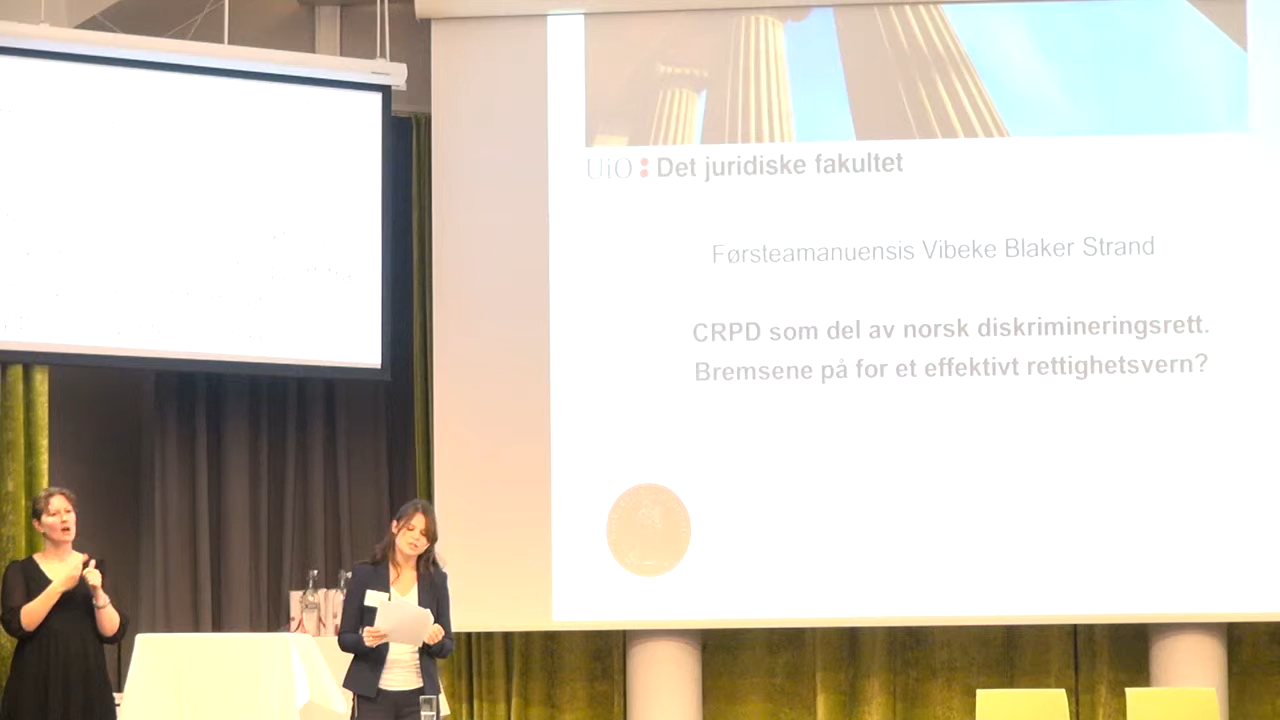 UiO : Det juridiske fakultet
Førsteamanuensis Vibeke Blaker Strand
CRPD som del av norsk diskrimineringsrett.
Bremsene på for et effektivt rettighetsvern?